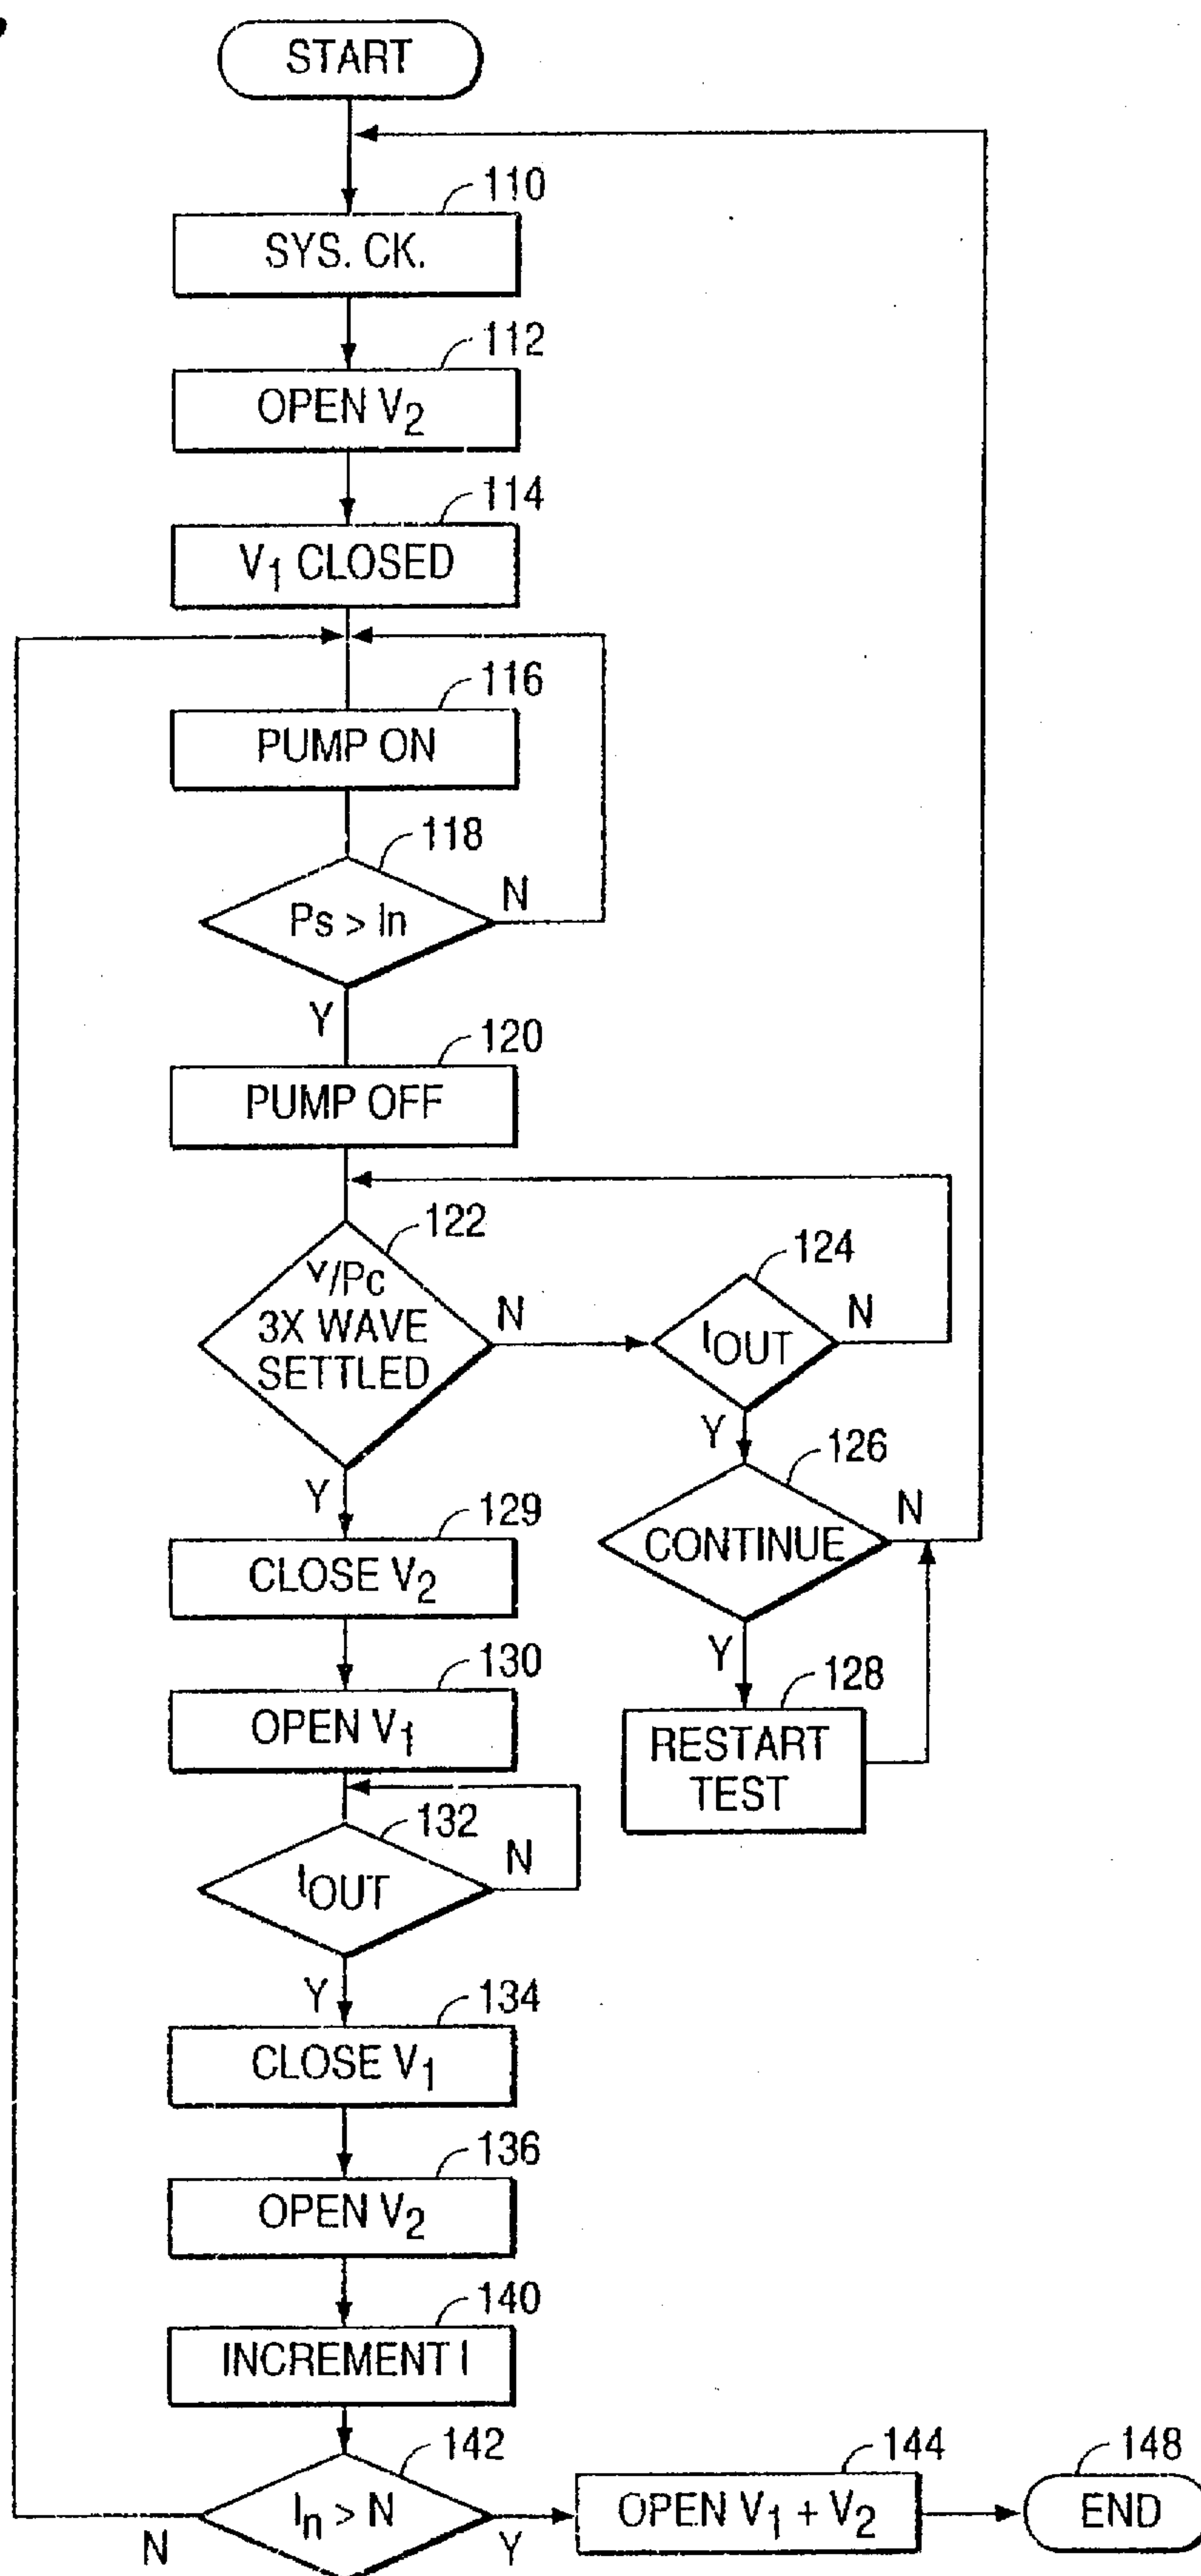 START
110
SYS. CK.
112
OPEN V2
114
V1 CLOSED
116
PUMP ON
118
Ps > In
N
Y
120
PUMP OFF
122
v/Pc
3X WAVE
SETTLED
N
Y
124
tOUT
N
Y
126
CONTINUE
N
Y
128
RESTART
TEST
129
CLOSE V2
130
OPEN V1
132
tOUT
N
Y
134
CLOSE V1
136
OPEN V2
140
INCREMENT I
142
In > N
N
Y
144
OPEN V1 + V2
148
END